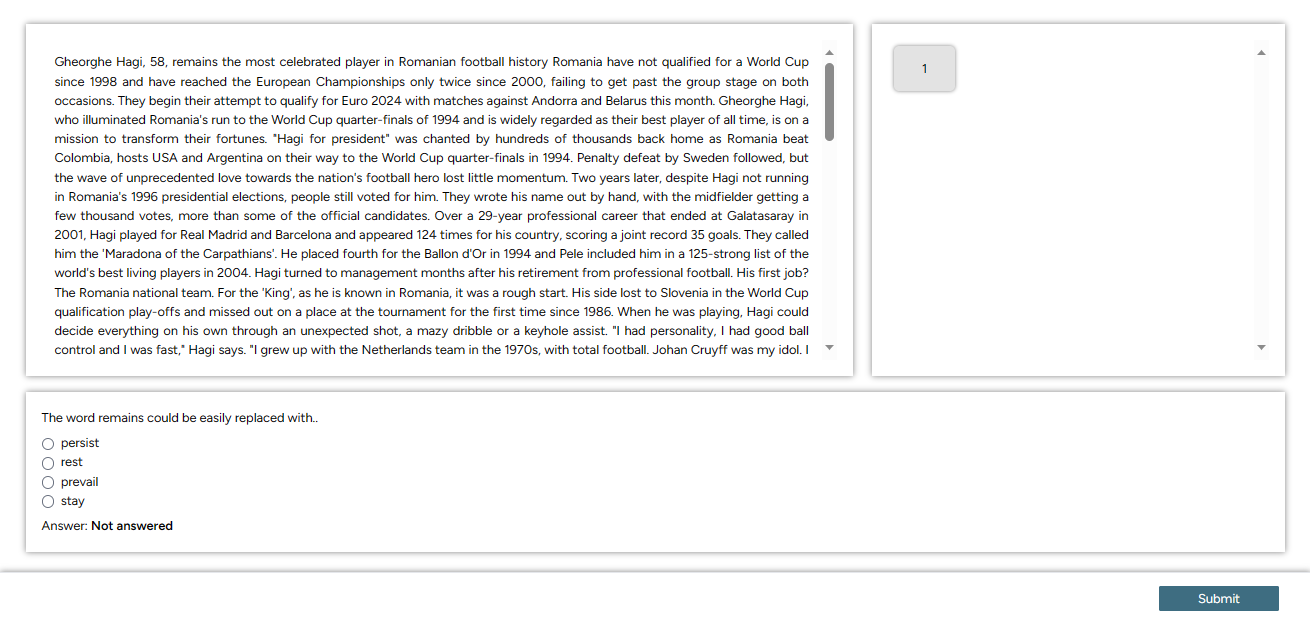 Gheorghe Hagi, 58, remains the most celebrated player in Romanian football history Romania have not qualified for a World Cup
since 1998 and have reached the European Championships only twice since 2000, failing to get past the group stage on both
occasions. They begin their attempt to qualify for Euro 2024 with matches against Andorra and Belarus this month. Gheorghe Hagi,
who illuminated Romania's run to the World Cup quarter-finals of 1994 and is widely regarded as their best player of all time, is on a
mission to transform their fortunes. "Hagi for president" was chanted by hundreds of thousands back home as Romania beat
Colombia, hosts USA and Argentina on their way to the World Cup quarter-finals in 1994. Penalty defeat by Sweden followed, but
the wave of unprecedented love towards the nation's football hero lost little momentum. Two years later, despite Hagi not running
in Romania's 1996 presidential elections, people still voted for him. They wrote his name out by hand, with the midfielder getting a
few thousand votes, more than some of the official candidates. Over a 29-year professional career that ended at Galatasaray in
2001, Hagi played for Real Madrid and Barcelona and appeared 124 times for his country, scoring a joint record 35 goals. They called
him the 'Maradona of the Carpathians'. He placed fourth for the Ballon d'Or in 1994 and Pele included him in a 125-strong list of the
world's best living players in 2004. Hagi turned to management months after his retirement from professional football. His first job?
The Romania national team. For the 'King', as he is known in Romania, it was a rough start. His side lost to Slovenia in the World Cup
qualification play-offs and missed out on a place at the tournament for the first time since 1986. When he was playing, Hagi could
decide everything on his own through an unexpected shot, a mazy dribble or a keyhole assist. "I had personality, I had good ball
control and I was fast," Hagi says. "I grew up with the Netherlands team in the 1970s, with total football. Johan Cruyff was my idol. I
1
The word remains could be easily replaced with..
persist
rest
prevail
stay
Answer: Not answered
Submit